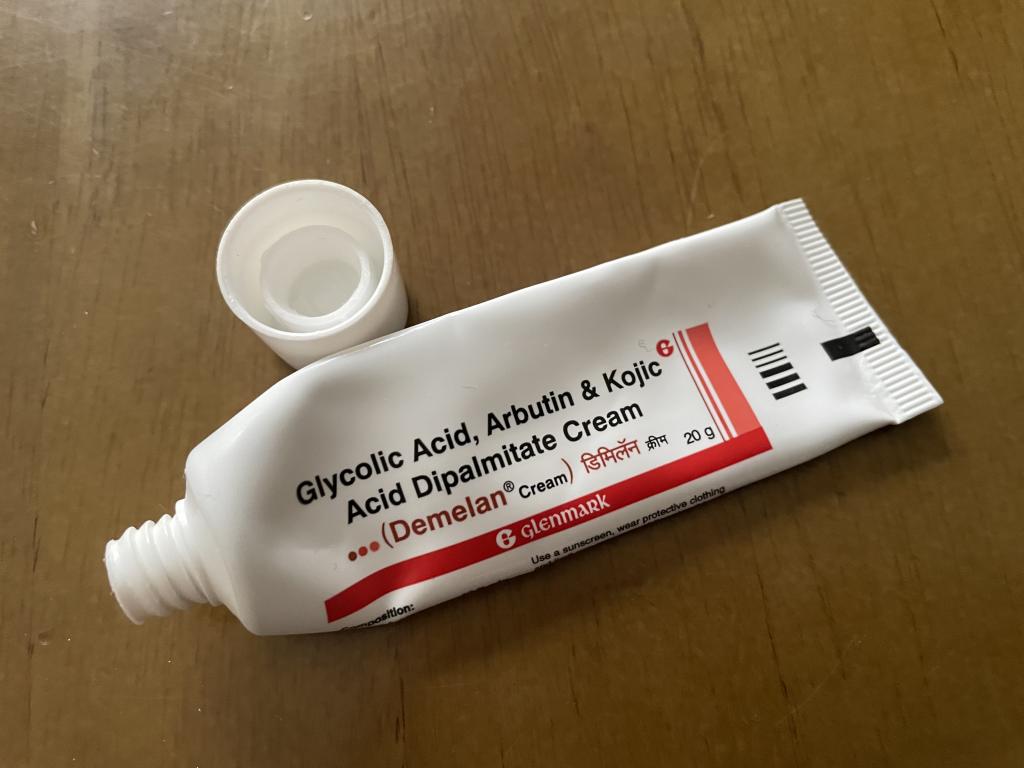 Glycolic Acid, Arbutin & Kojic
Acid Dipalmitate Cream
(Demelan® Cream) डिमिलॅन क्रीम 20 g
GLENMARK
Use a sunscreen, wear protective clothing